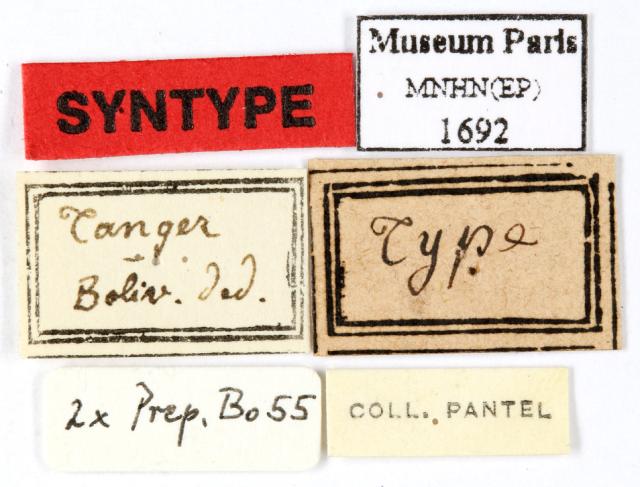 SYNTYPE
Museum Paris
MNHN(EP)
1692
Tanger
Boliv. ded.
Type
2x Prep. Bo 55
COLL. PANTEL